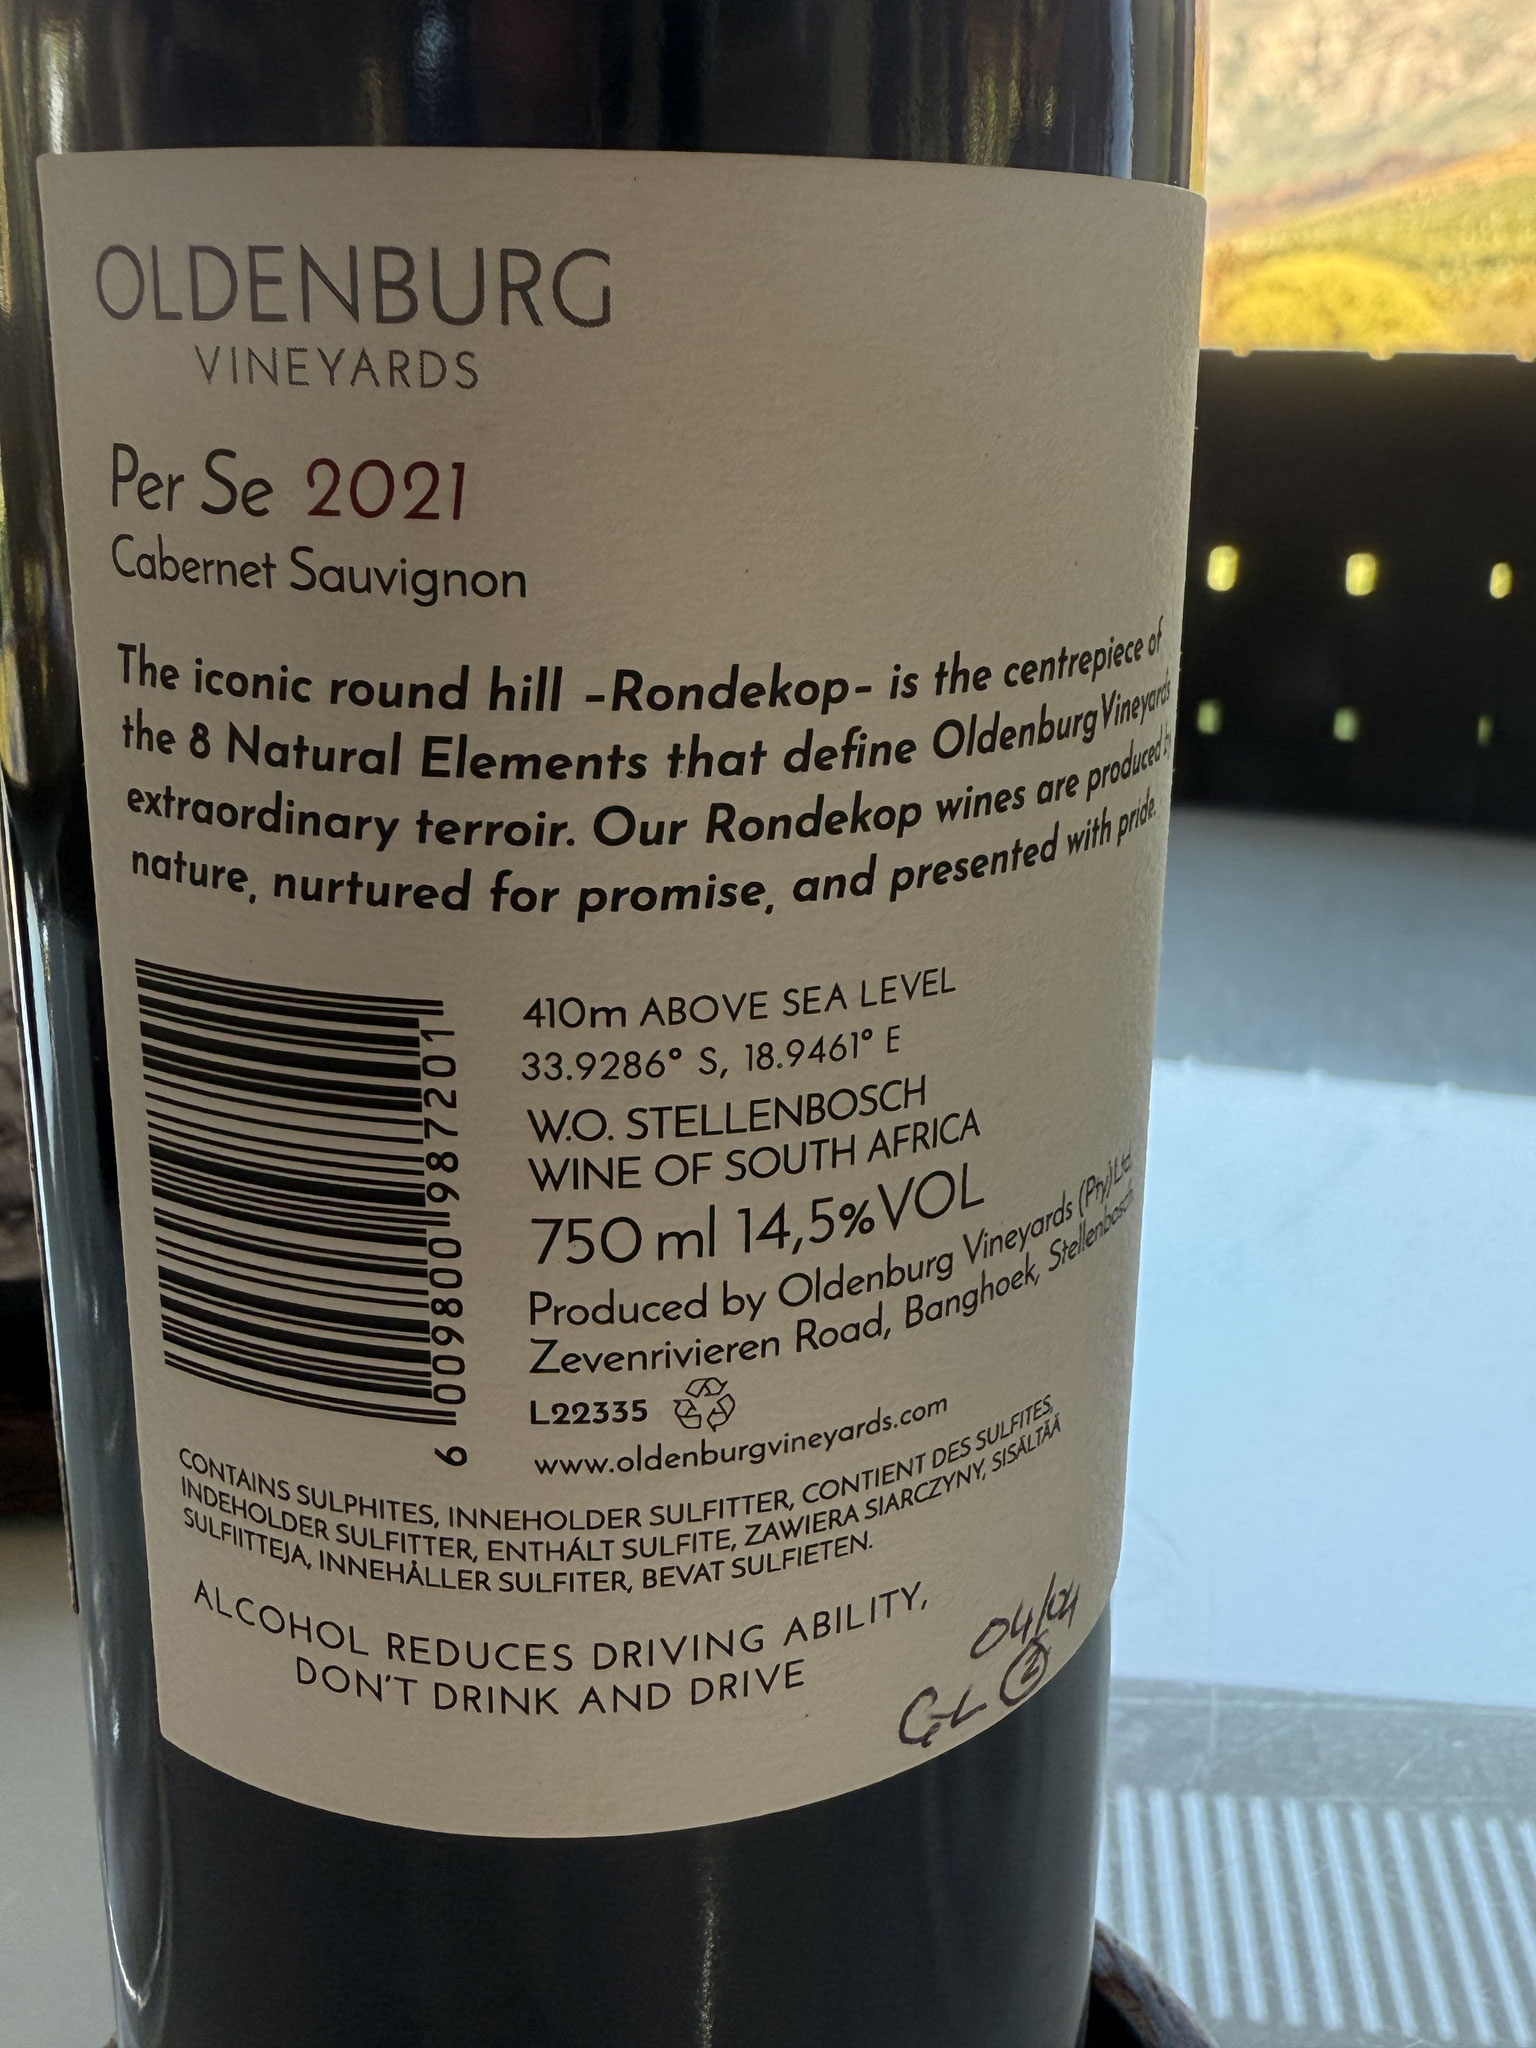 OLDENBURG
VINEYARDS
Per Se 2021
Cabernet Sauvignon
The iconic round hill -Rondekop- is the centrepiece of
the 8 Natural Elements that define Oldenburg Vineyards
extraordinary terroir. Our Rondekop wines are produced by
nature, nurtured for promise, and presented with pride.
6 009800 987201
410m ABOVE SEA LEVEL
33.9286° S, 18.9461° E
W.O. STELLENBOSCH
WINE OF SOUTH AFRICA
750 ml 14,5%VOL
Produced by Oldenburg Vineyards (Pty) Ltd.
Zevenrivieren Road, Banghoek, Stellenbosch
L22335
www.oldenburgvineyards.com
CONTAINS SULPHITES, INNEHOLDER SULFITTER, CONTIENT DES SULFITES,
INDEHOLDER SULFITTER, ENTHÁLT SULFITE, ZAWIERA SIARCZYNY, SISÄLTÄÄ
SULFIITTEJA, INNEHÅLLER SULFITER, BEVAT SULFIETEN.
ALCOHOL REDUCES DRIVING ABILITY,
DON'T DRINK AND DRIVE
04/04
2